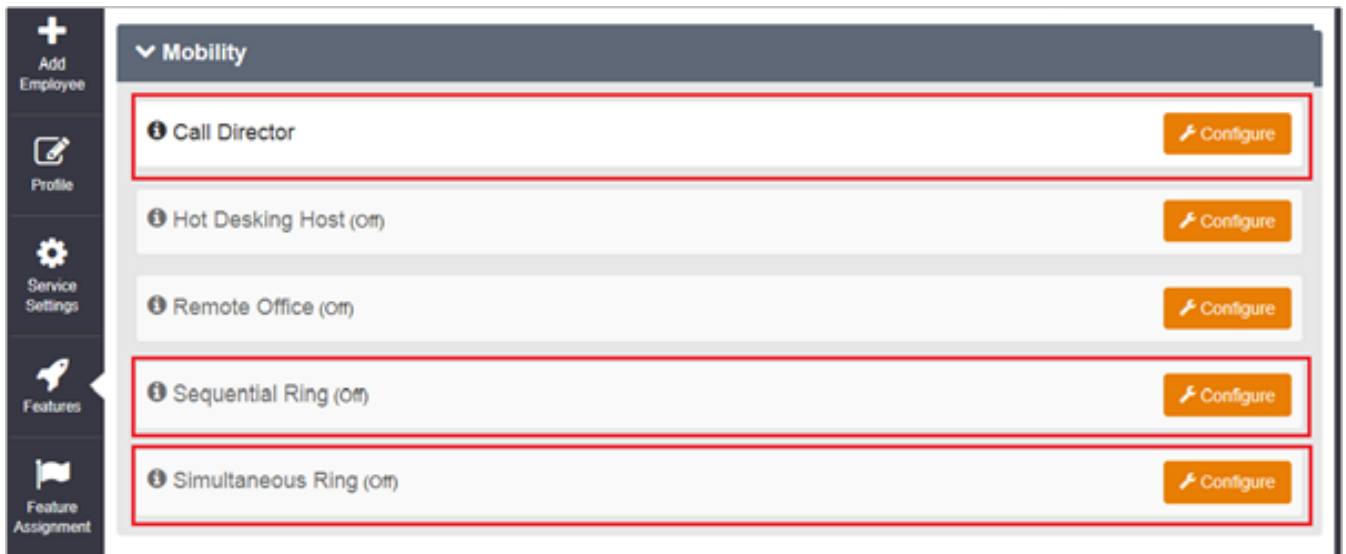 Add
Employee
Profile
Service
Settings
Features
Feature
Assignment
Mobility
Call Director
Configure
Hot Desking Host (Off)
Configure
Remote Office (Off)
Configure
Sequential Ring (Off)
Configure
Simultaneous Ring (Off)
Configure